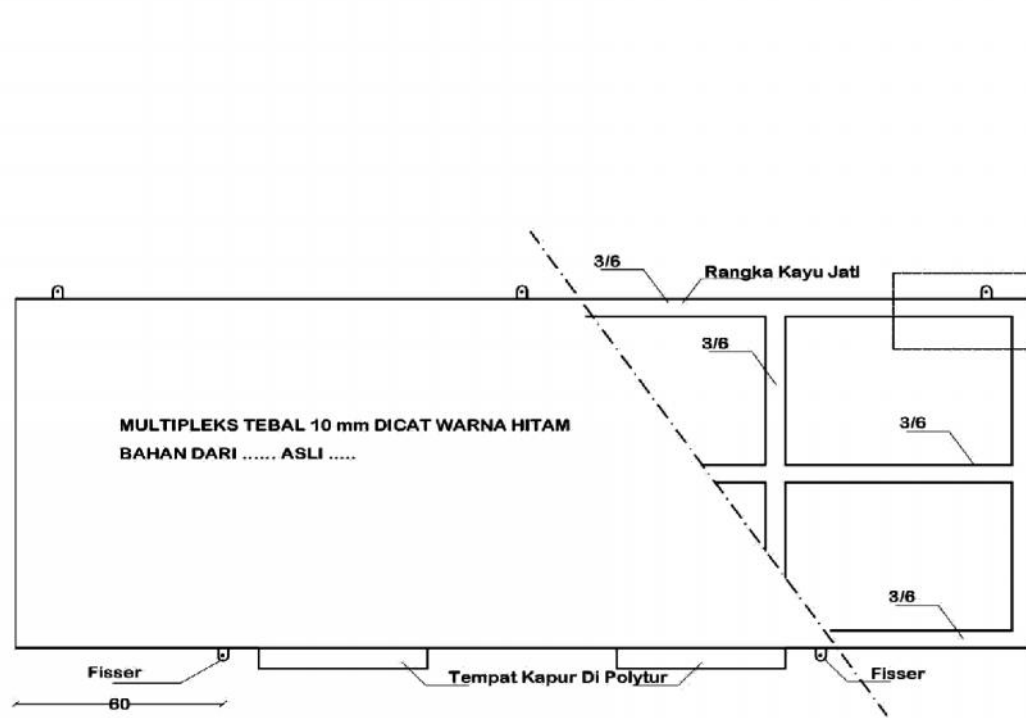 3/6
Rangka Kayu Jati
3/6
MULTIPLEKS TEBAL 10 mm DICAT WARNA HITAM
3/6
BAHAN DARI ...... ASLI .....
3/6
Fisser
Tempat Kapur Di Polytur
Fisser
60